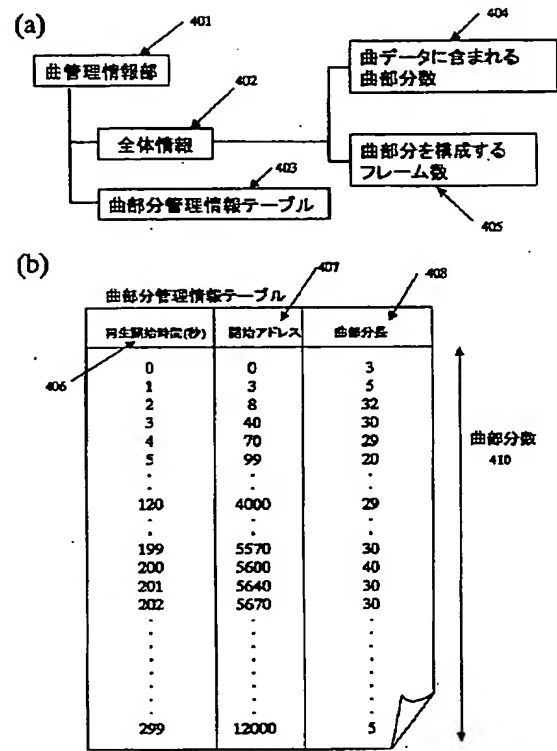 (a)
401
曲管理情報部
402
全体情報
403
曲部分管理情報テーブル
404
曲データに含まれる
曲部分数
曲部分を構成する
フレーム数
405
(b)
曲部分管理情報テーブル
407
408
406
再生開始時間(秒) 開始アドレス 曲部分長
0 0 3
1 3 5
2 8 32
3 40 30
4 70 29
5 99 20
120 4000 29
199 5570 30
200 5600 40
201 5640 30
202 5670 30
299 12000 5
曲部分数
410